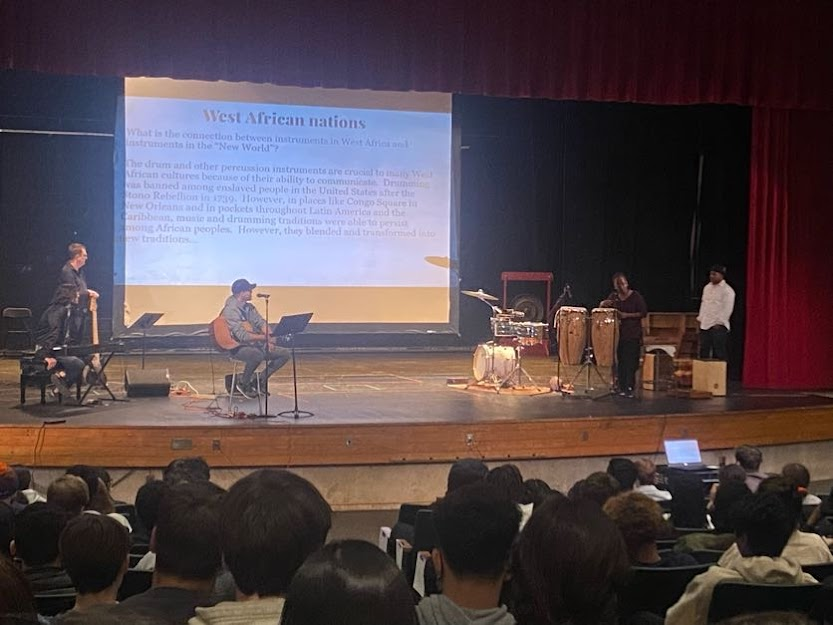 West African nations
What is the connection between instruments in West Africa and
instruments in the "New World"?
The drum and other percussion instruments are crucial to many West
African cultures because of their ability to communicate. Drumming
was banned among enslaved people in the United States after the
Stono Rebellion in 1739. However, in places like Congo Square in
New Orleans and in pockets throughout Latin America and the
Caribbean, music and drumming traditions were able to persist
among African peoples. However, they blended and transformed into
new traditions...